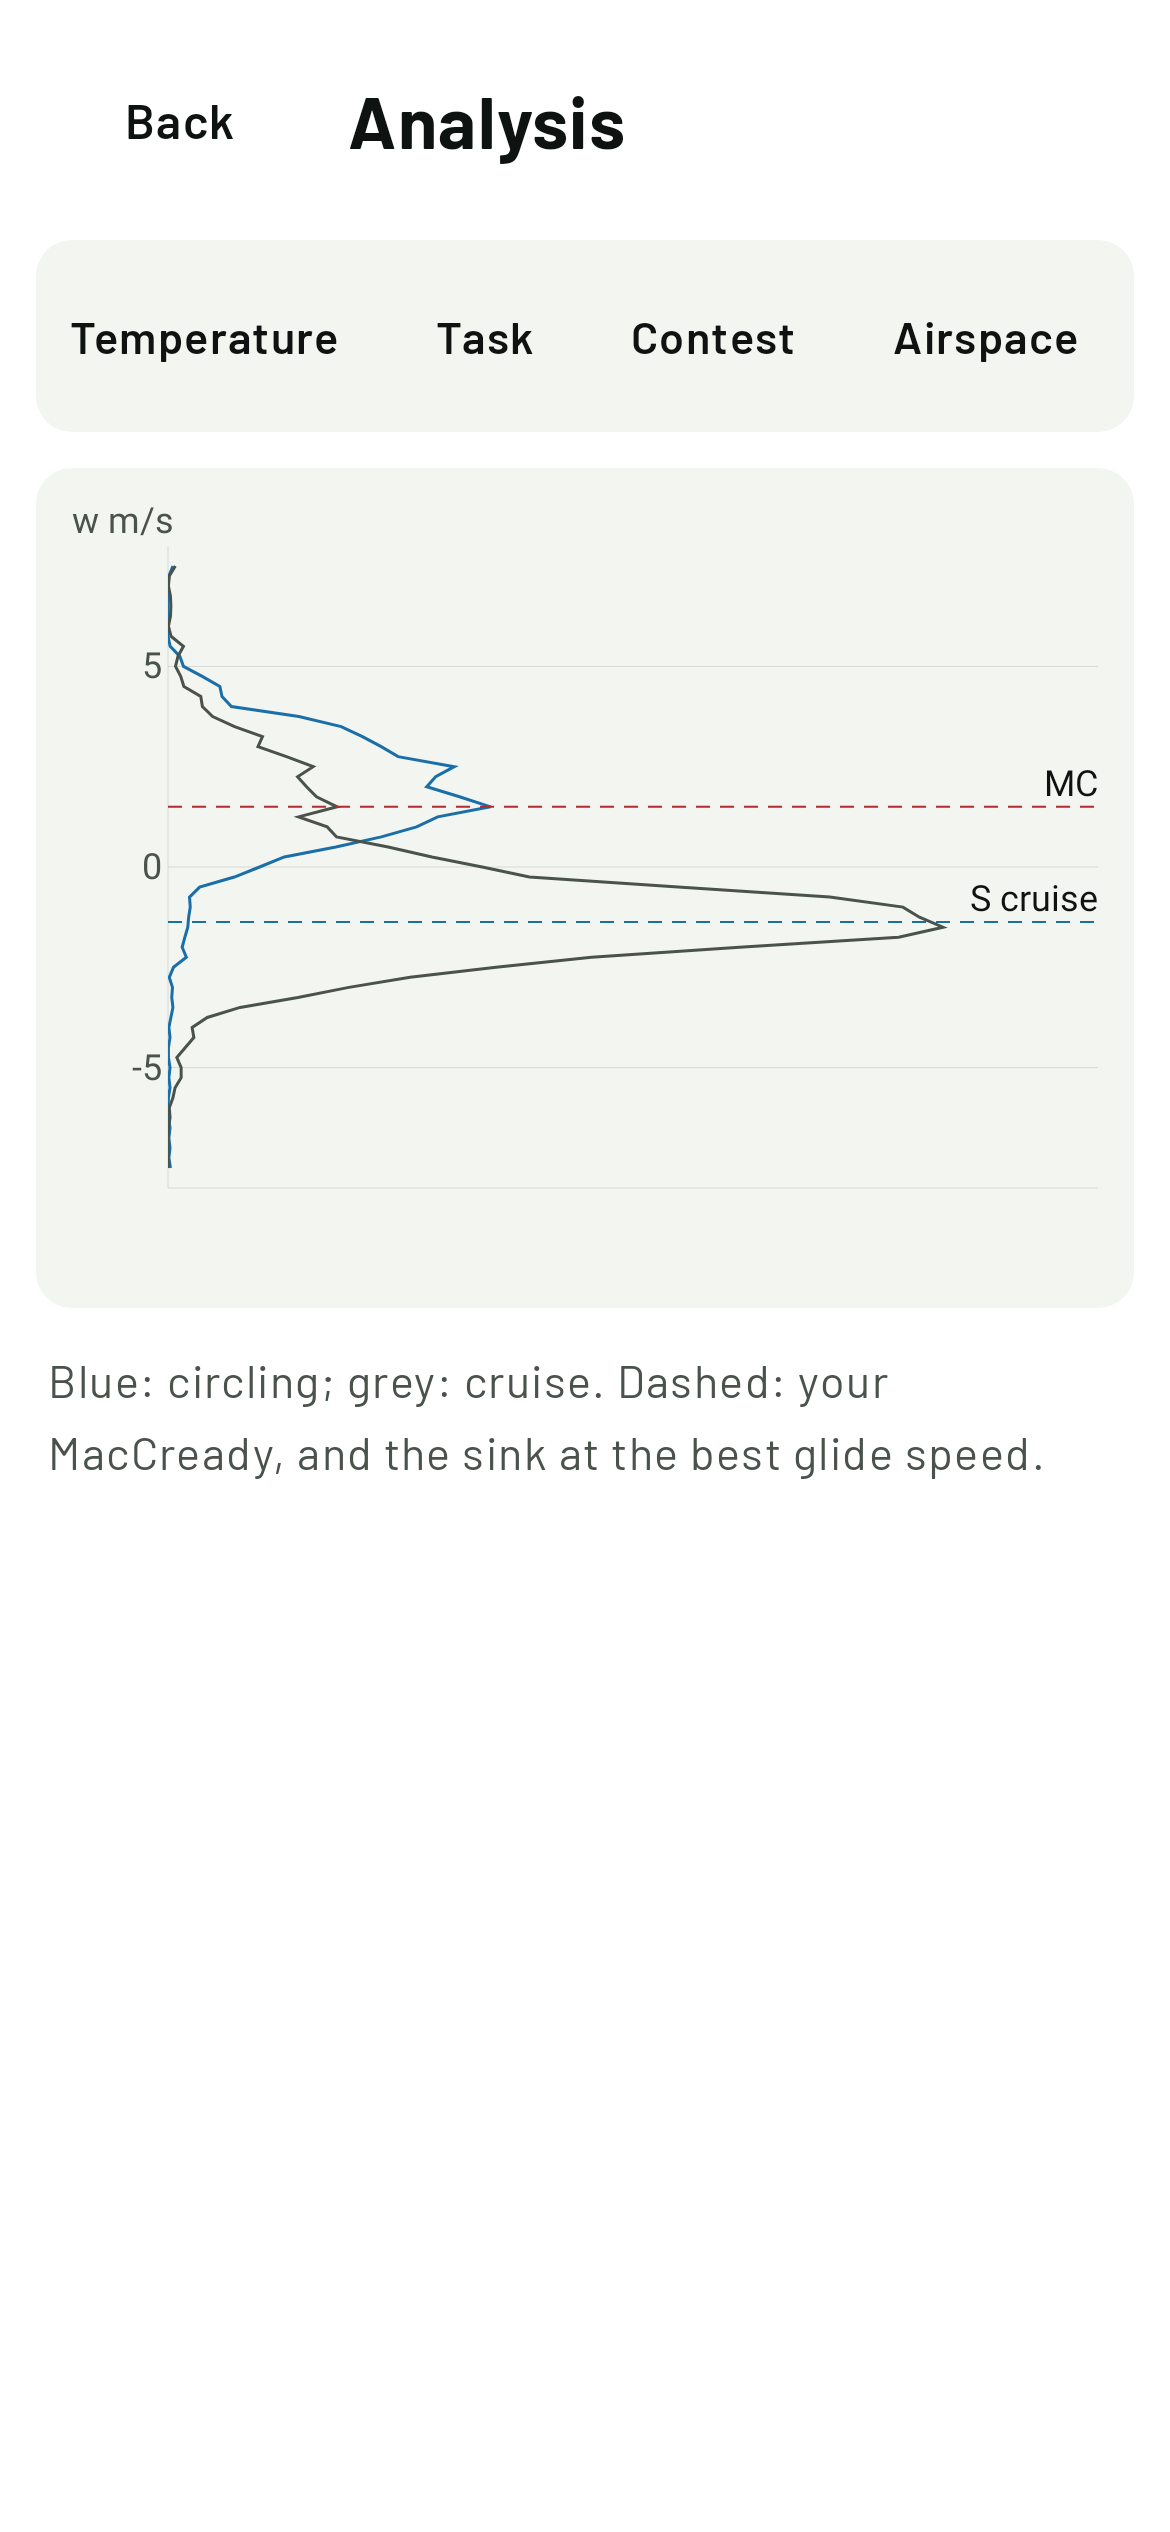 Back Analysis
Temperature Task Contest Airspace
w m/s
5
MC
0
S cruise
-5
Blue: circling; grey: cruise. Dashed: your
MacCready, and the sink at the best glide speed.